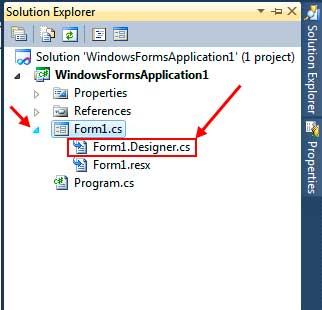 Solution Explorer
Solution 'WindowsFormsApplication1' (1 project)
WindowsFormsApplication1
Properties
References
Form1.cs
Form1.Designer.cs
Form1.resx
Program.cs
Solution Explorer
Properties